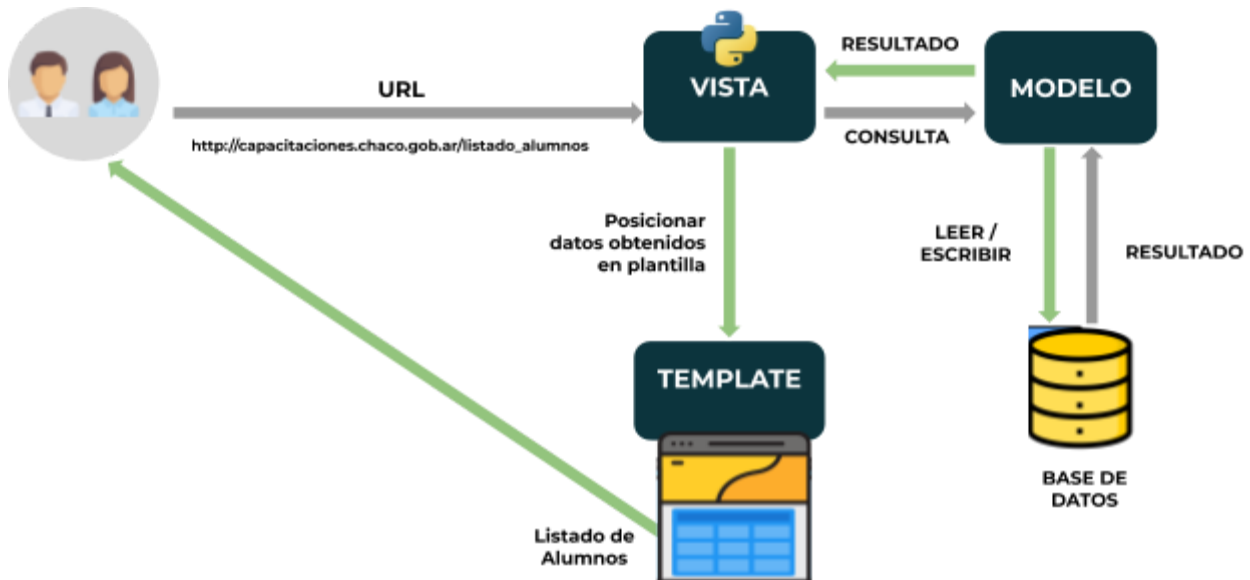 URL
http://capacitaciones.chaco.gob.ar/listado_alumnos
VISTA
RESULTADO
CONSULTA
MODELO
Posicionar
datos obtenidos
en plantilla
LEER /
ESCRIBIR
RESULTADO
TEMPLATE
BASE DE
DATOS
Listado de
Alumnos